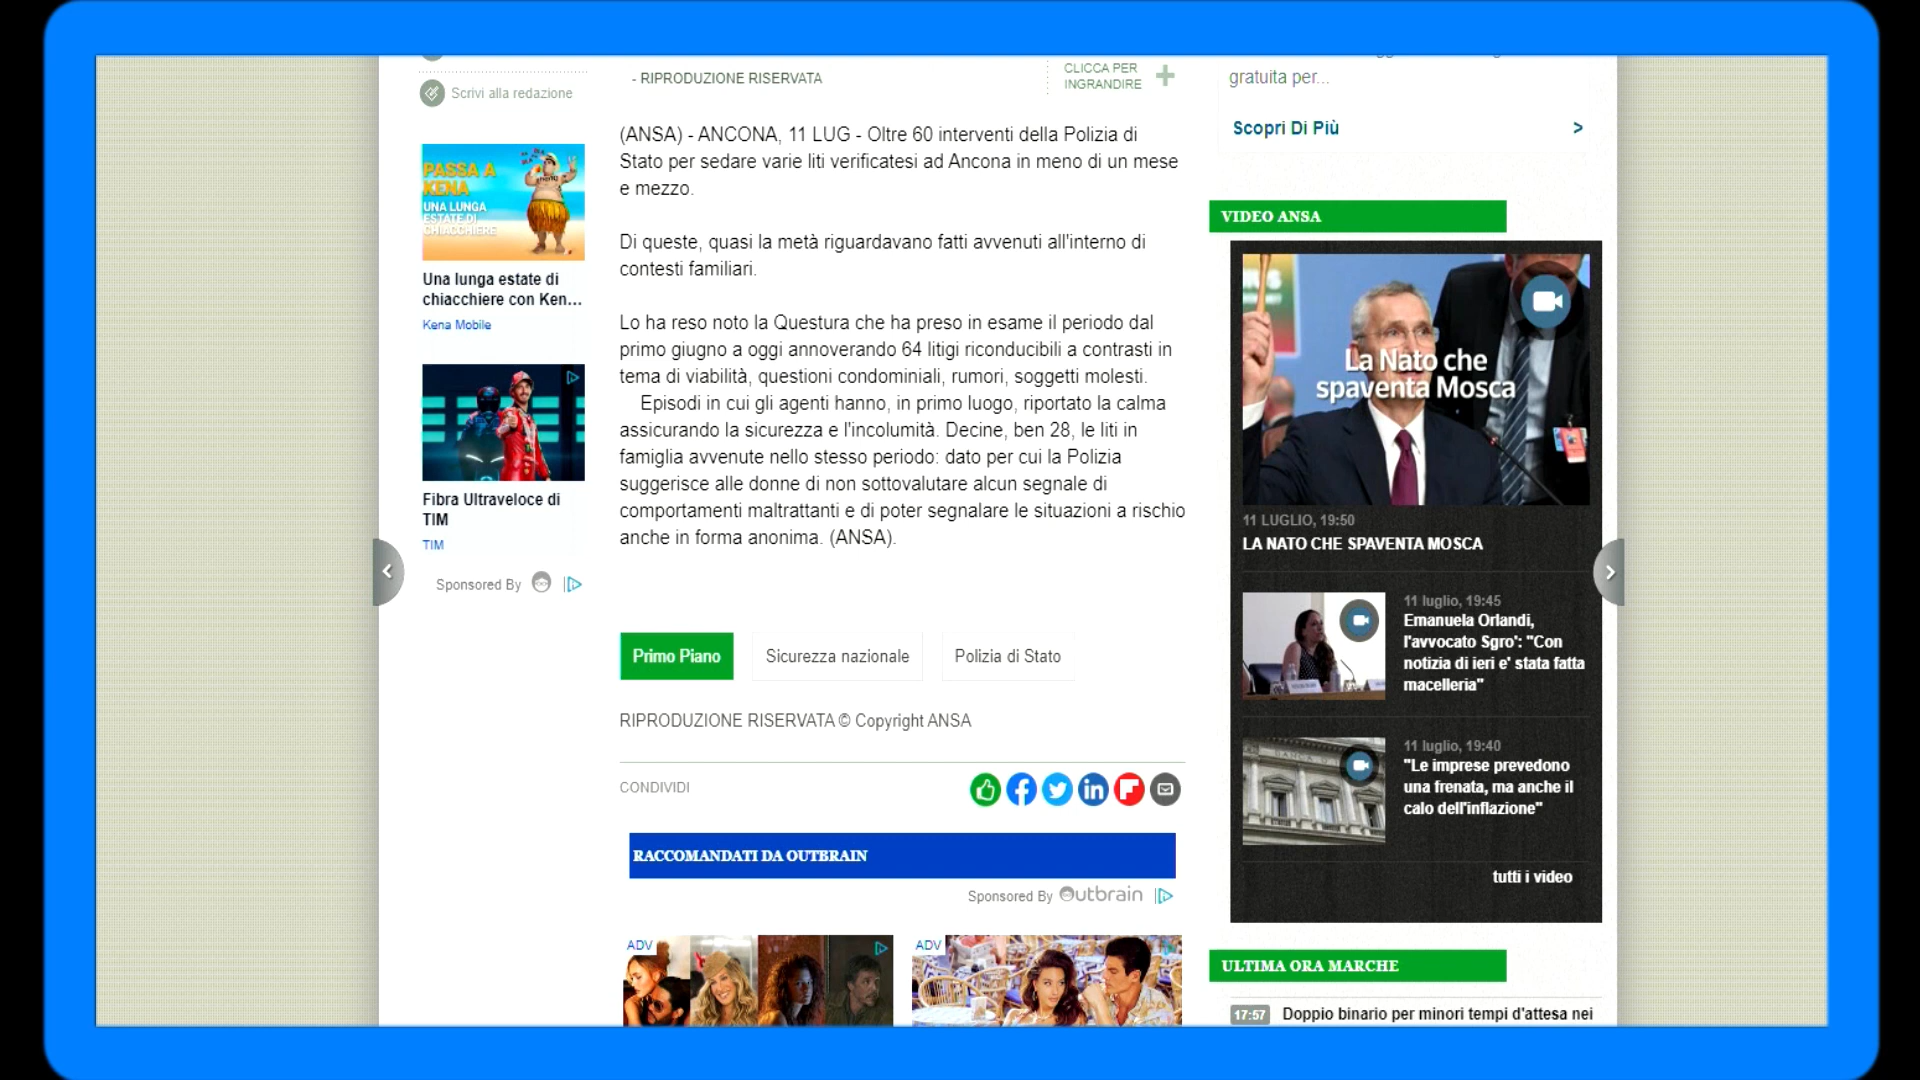 - RIPRODUZIONE RISERVATA
CLICCA PER
INGRANDIRE
Scrivi alla redazione
PASSA A
KENA
UNA LUNGA
ESTATE DI
CHIACCHIERE
Una lunga estate di
chiacchiere con Ken...
Kena Mobile
Fibra Ultraveloce di
TIM
TIM
Sponsored By
(ANSA) - ANCONA, 11 LUG - Oltre 60 interventi della Polizia di
Stato per sedare varie liti verificatesi ad Ancona in meno di un mese
e mezzo.
Di queste, quasi la metà riguardavano fatti avvenuti all'interno di
contesti familiari.
Lo ha reso noto la Questura che ha preso in esame il periodo dal
primo giugno a oggi annoverando 64 litigi riconducibili a contrasti in
tema di viabilità, questioni condominiali, rumori, soggetti molesti.
Episodi in cui gli agenti hanno, in primo luogo, riportato la calma
assicurando la sicurezza e l'incolumità. Decine, ben 28, le liti in
famiglia avvenute nello stesso periodo: dato per cui la Polizia
suggerisce alle donne di non sottovalutare alcun segnale di
comportamenti maltrattanti e di poter segnalare le situazioni a rischio
anche in forma anonima. (ANSA).
Primo Piano
Sicurezza nazionale
Polizia di Stato
RIPRODUZIONE RISERVATA © Copyright ANSA
CONDIVIDI
RACCOMANDATI DA OUTBRAIN
Sponsored By Outbrain
ADV
ADV
gratuita per...
Scopri Di Più >
VIDEO ANSA
La Nato che
spaventa Mosca
11 LUGLIO, 19:50
LA NATO CHE SPAVENTA MOSCA
11 luglio, 19:45
Emanuela Orlandi,
l'avvocato Sgro': "Con
notizia di ieri e' stata fatta
macelleria"
11 luglio, 19:40
"Le imprese prevedono
una frenata, ma anche il
calo dell'inflazione"
tutti i video
ULTIMA ORA MARCHE
17:57 Doppio binario per minori tempi d'attesa nei